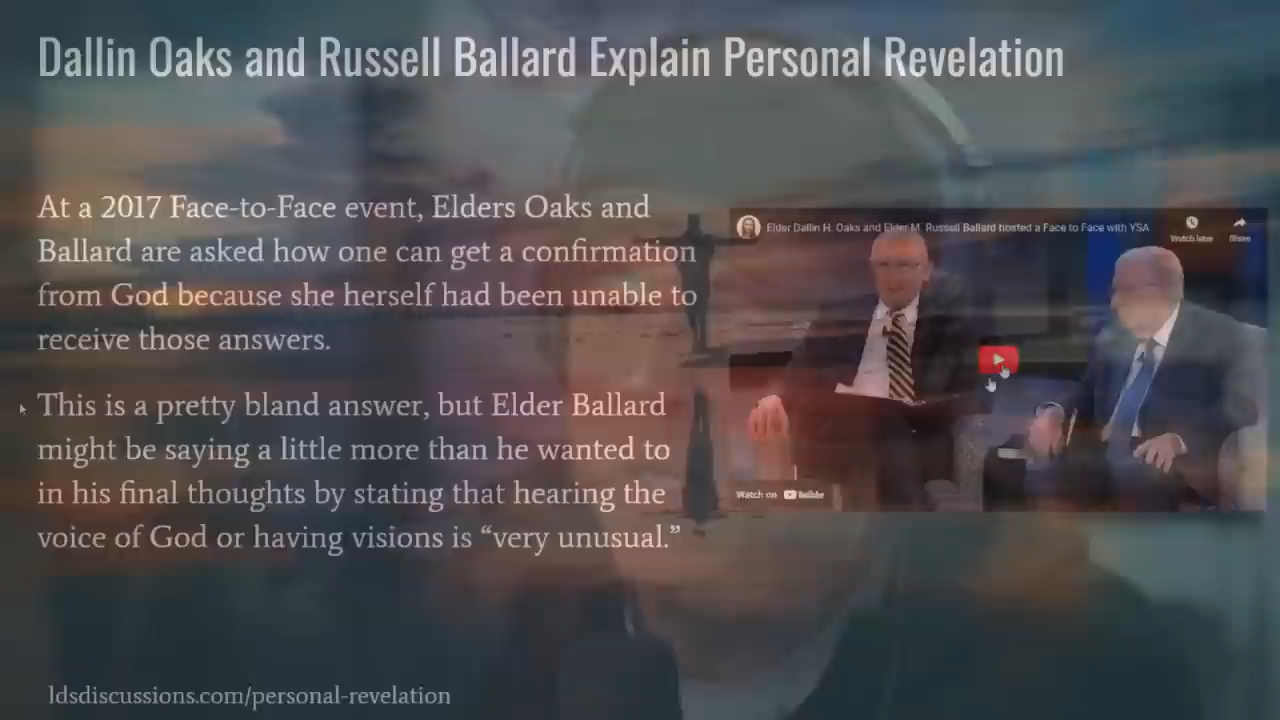 Dallin Oaks and Russell Ballard Explain Personal Revelation
At a 2017 Face-to-Face event, Elders Oaks and
Ballard are asked how one can get a confirmation
from God because she herself had been unable to
receive those answers.
This is a pretty bland answer, but Elder Ballard
might be saying a little more than he wanted to
in his final thoughts by stating that hearing the
voice of God or having visions is “very unusual.”
Elder Dallin H. Oaks and Elder M. Russell Ballard hosted a Face to Face with YSA
Watch later
Share
Watch on YouTube
ldsdiscussions.com/personal-revelation